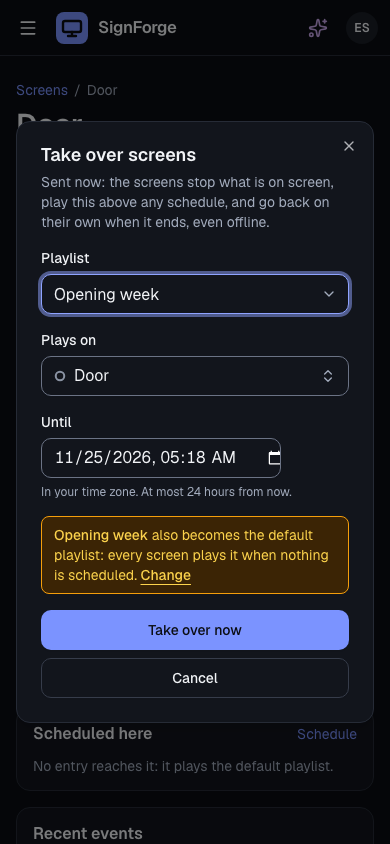 SignForge
ES
Screens / Door
Door
Take over screens
Sent now: the screens stop what is on screen,
play this above any schedule, and go back on
their own when it ends, even offline.
Playlist
Opening week
Plays on
Door
Until
11/25/2026, 05:18 AM
In your time zone. At most 24 hours from now.
Opening week also becomes the default
playlist: every screen plays it when nothing
is scheduled. Change
Take over now
Cancel
Scheduled here
Schedule
No entry reaches it: it plays the default playlist.
Recent events